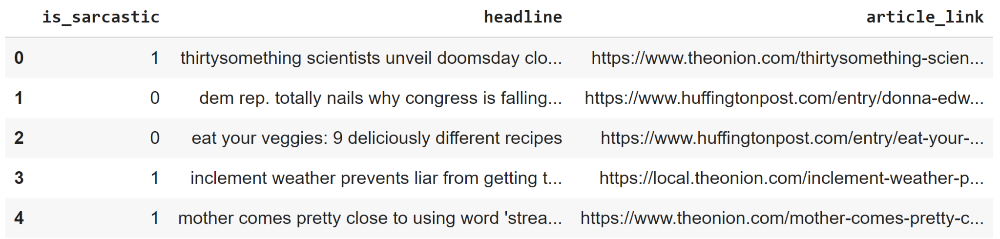 is_sarcastic headline article_link
0 1 thirtysomething scientists unveil doomsday clo... https://www.theonion.com/thirtysomething-scien...
1 0 dem rep. totally nails why congress is falling... https://www.huffingtonpost.com/entry/donna-edw...
2 0 eat your veggies: 9 deliciously different recipes https://www.huffingtonpost.com/entry/eat-your-...
3 1 inclement weather prevents liar from getting t... https://local.theonion.com/inclement-weather-p...
4 1 mother comes pretty close to using word 'strea... https://www.theonion.com/mother-comes-pretty-c...